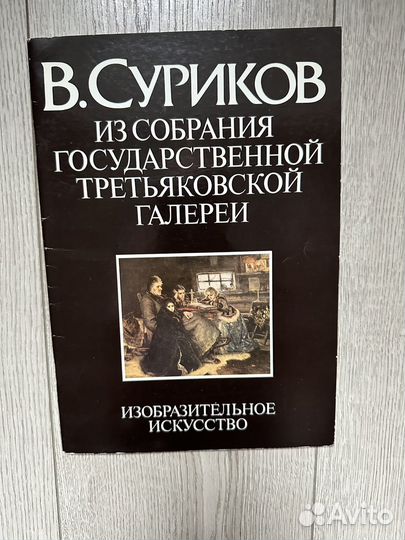 В.СУРИКОВ
ИЗ СОБРАНИЯ
ГОСУДАРСТВЕННОЙ
ТРЕТЬЯКОВСКОЙ
ГАЛЕРЕИ
ИЗОБРАЗИТЕЛЬНОЕ
ИСКУССТВО
Avito